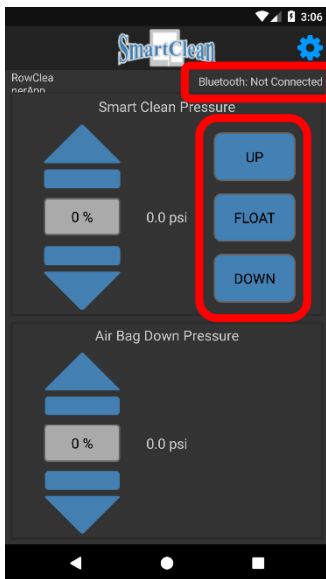 3:06
SmartClean
RowClea
nerApp
Bluetooth: Not Connected
Smart Clean Pressure
UP
0 %
0.0 psi
FLOAT
DOWN
Air Bag Down Pressure
0 %
0.0 psi